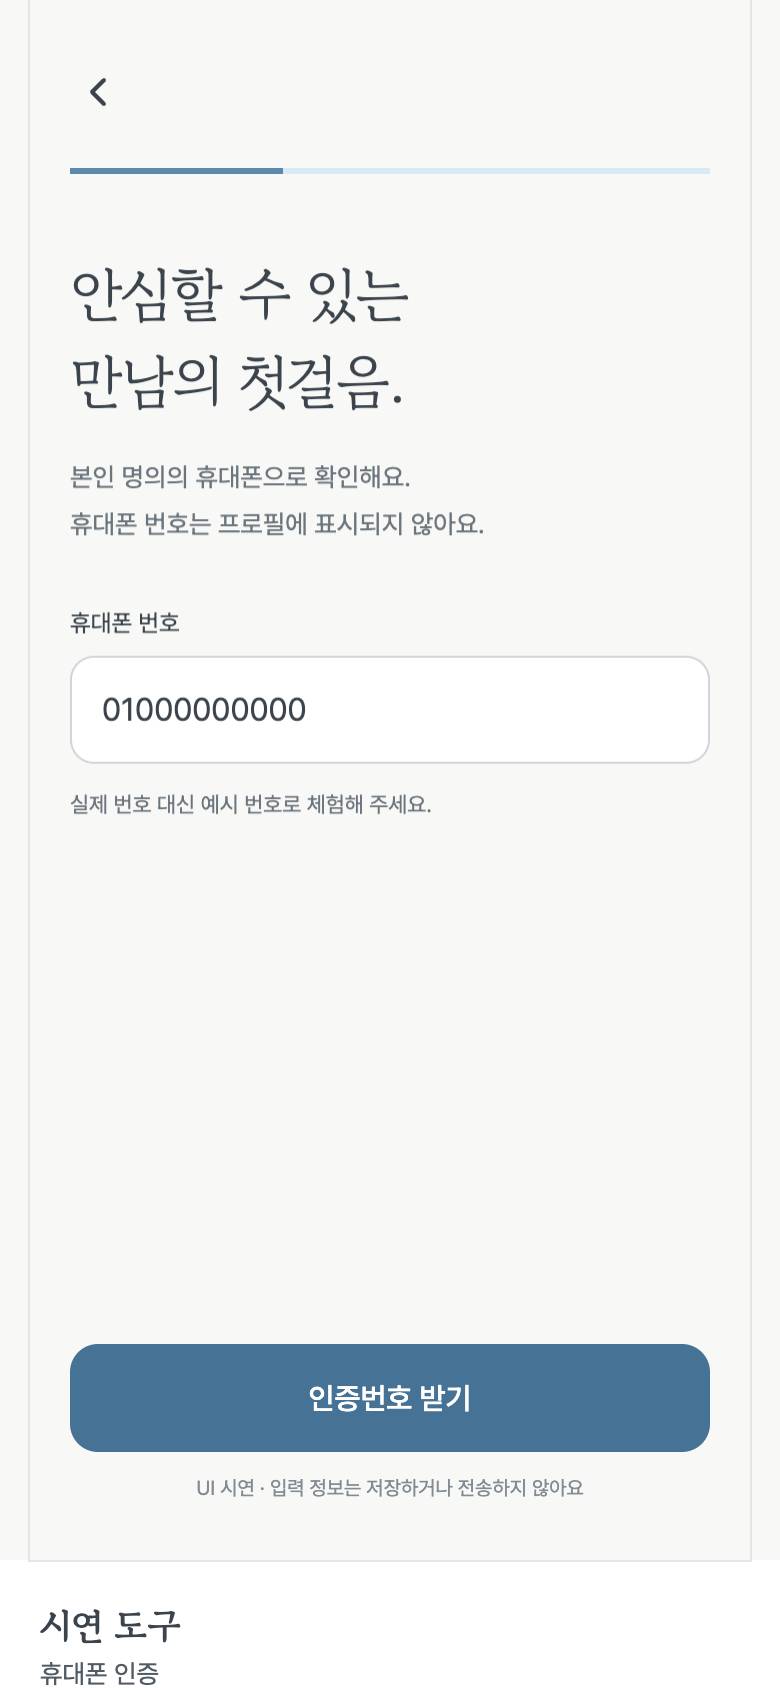 안심할 수 있는
만남의 첫걸음.
본인 명의의 휴대폰으로 확인해요.
휴대폰 번호는 프로필에 표시되지 않아요.
휴대폰 번호
01000000000
실제 번호 대신 예시 번호로 체험해 주세요.
인증번호 받기
UI 시연 · 입력 정보는 저장하거나 전송하지 않아요
시연 도구
휴대폰 인증